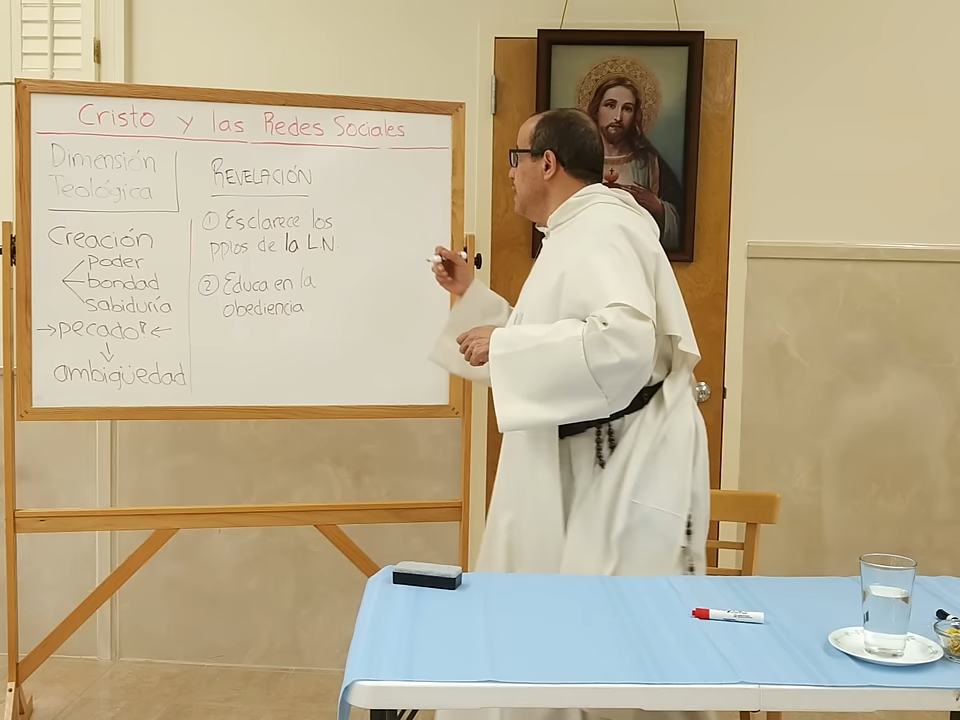 Cristo y las Redes Sociales
Dimensión
Teológica
Creación
poder
bondad
sabiduría
→pecado?←
↓
ambigüedad
REVELACIÓN
① Esclarece los
ppios de la L.N.
② Educa en la
obediencia